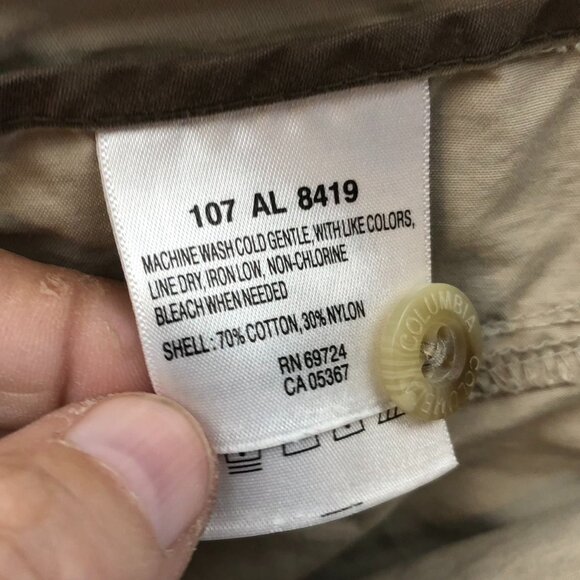 107 AL 8419
MACHINE WASH COLD GENTLE, WITH LIKE COLORS,
LINE DRY, IRON LOW, NON-CHLORINE
BLEACH WHEN NEEDED
SHELL : 70% COTTON, 30% NYLON
RN 69724
CA 05367
COLUMBIA